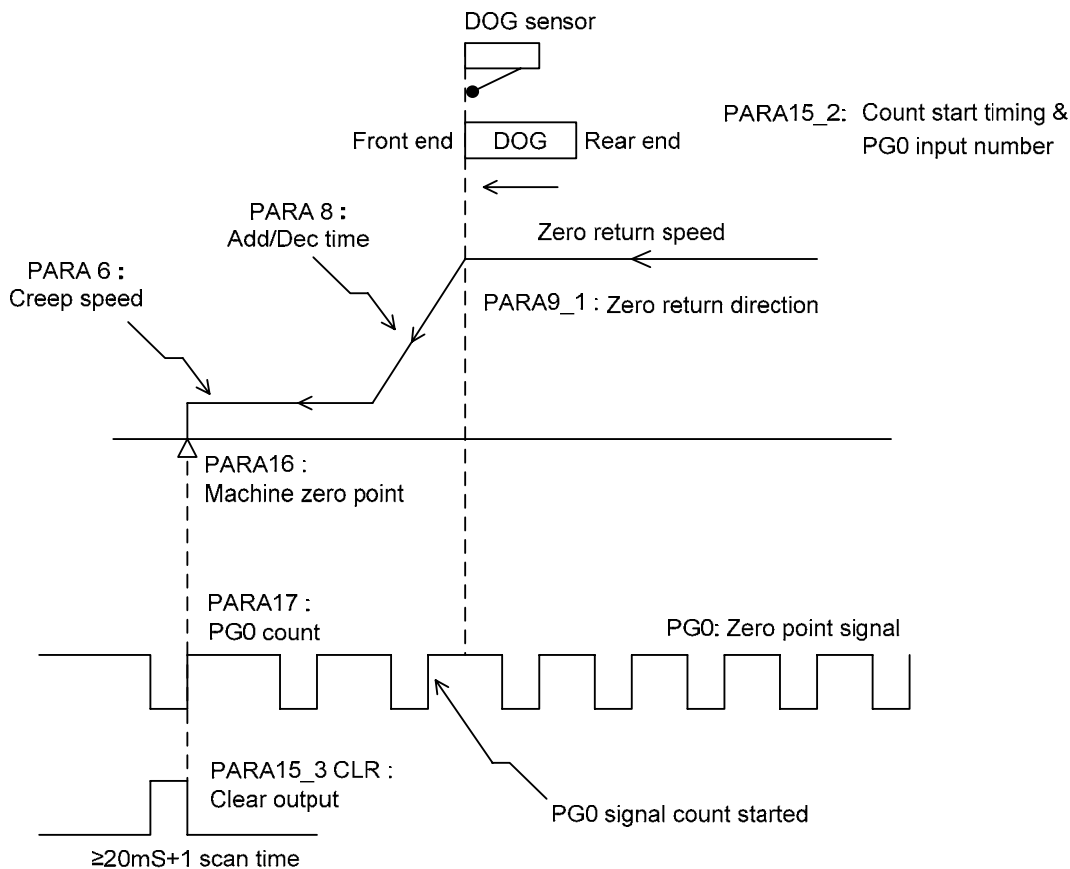 DOG sensor
PARA15_2: Count start timing &
PG0 input number
Front end
DOG
Rear end
PARA 8 :
Add/Dec time
Zero return speed
PARA 6 :
Creep speed
PARA9_1 : Zero return direction
PARA16 :
Machine zero point
PARA17 :
PG0 count
PG0: Zero point signal
PARA15_3 CLR :
Clear output
PG0 signal count started
≥20mS+1 scan time